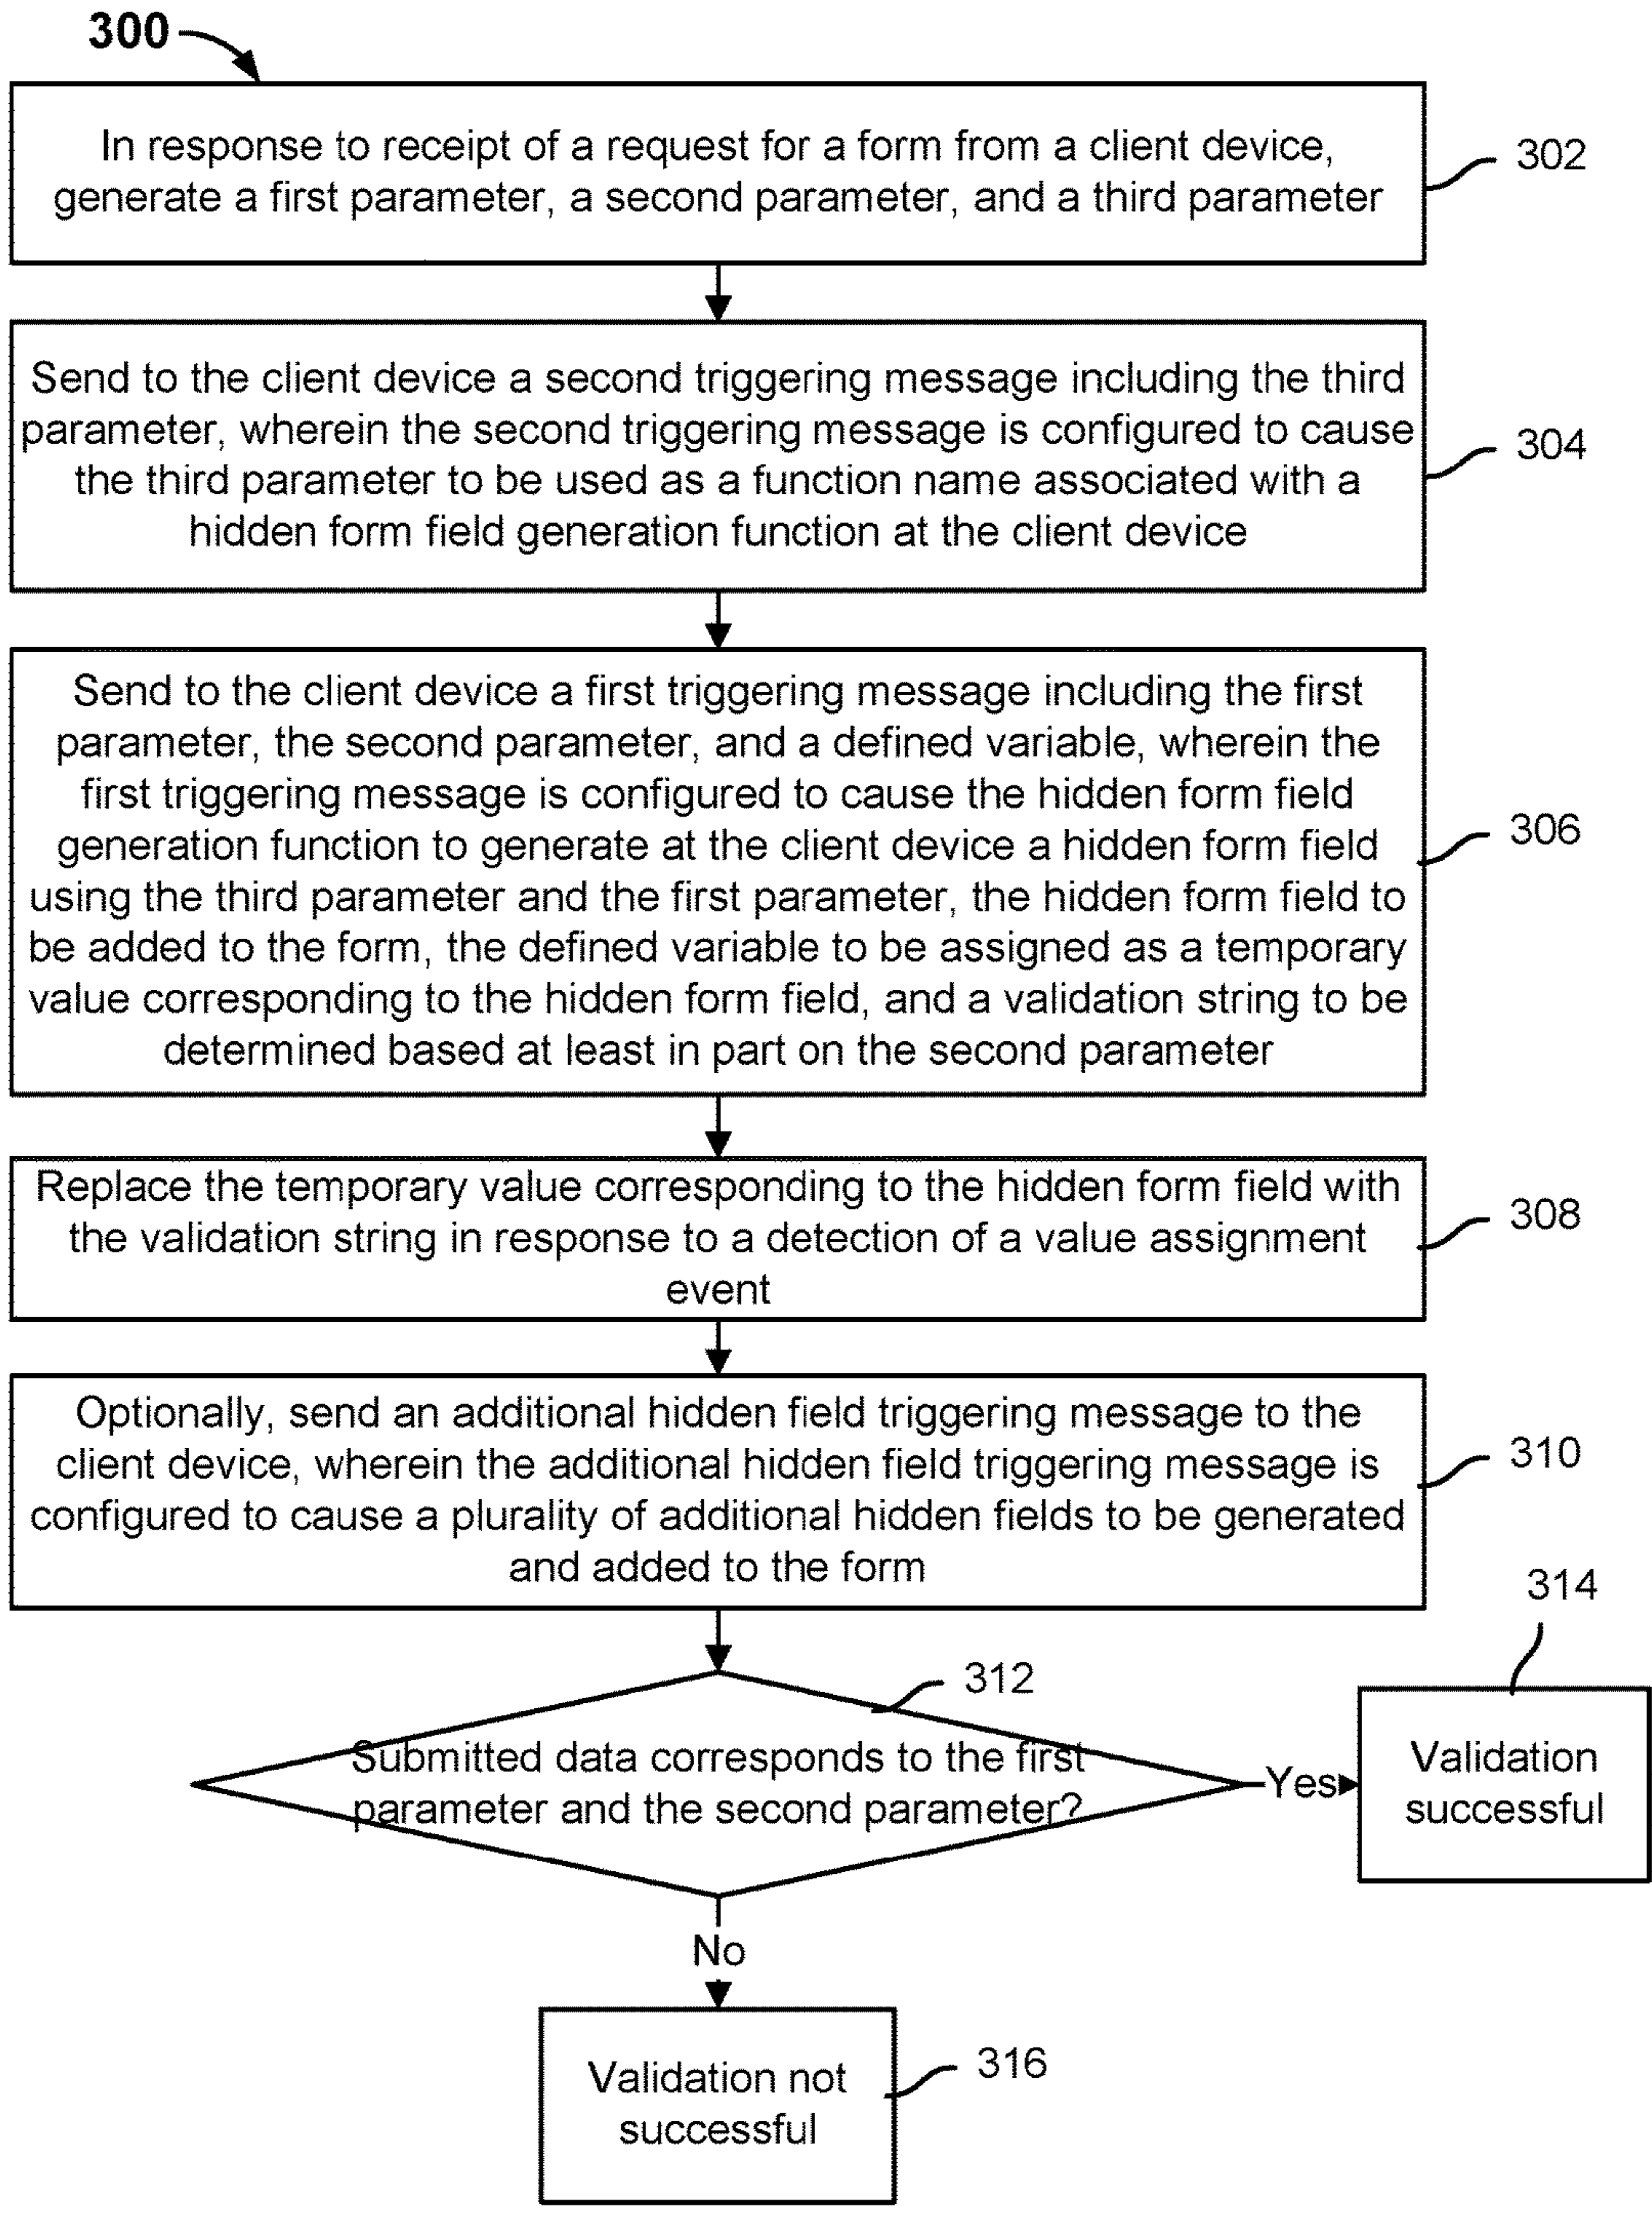 300
In response to receipt of a request for a form from a client device,
generate a first parameter, a second parameter, and a third parameter
302
Send to the client device a second triggering message including the third
parameter, wherein the second triggering message is configured to cause
the third parameter to be used as a function name associated with a
hidden form field generation function at the client device
304
Send to the client device a first triggering message including the first
parameter, the second parameter, and a defined variable, wherein the
first triggering message is configured to cause the hidden form field
generation function to generate at the client device a hidden form field
using the third parameter and the first parameter, the hidden form field to
be added to the form, the defined variable to be assigned as a temporary
value corresponding to the hidden form field, and a validation string to be
determined based at least in part on the second parameter
306
Replace the temporary value corresponding to the hidden form field with
the validation string in response to a detection of a value assignment
event
308
Optionally, send an additional hidden field triggering message to the
client device, wherein the additional hidden field triggering message is
configured to cause a plurality of additional hidden fields to be generated
and added to the form
310
312
Submitted data corresponds to the first
parameter and the second parameter?
Yes
314
Validation
successful
No
Validation not
successful
316